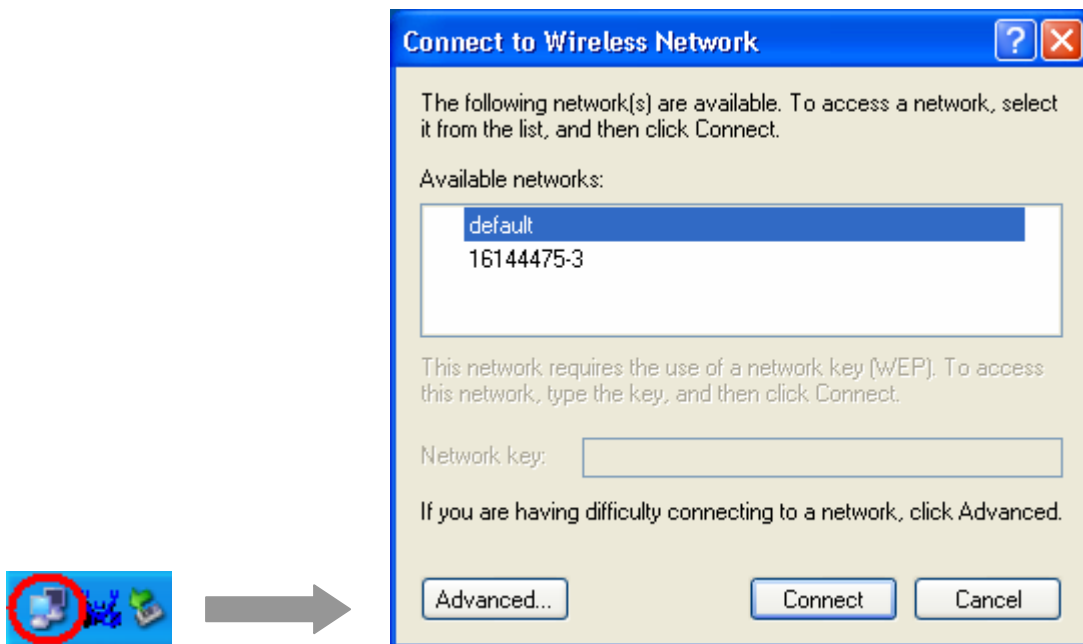 Connect to Wireless Network
The following network(s) are available. To access a network, select
it from the list, and then click Connect.
Available networks:
default
16144475-3
This network requires the use of a network key (WEP). To access
this network, type the key, and then click Connect.
Network key:
If you are having difficulty connecting to a network, click Advanced.
Advanced... Connect Cancel